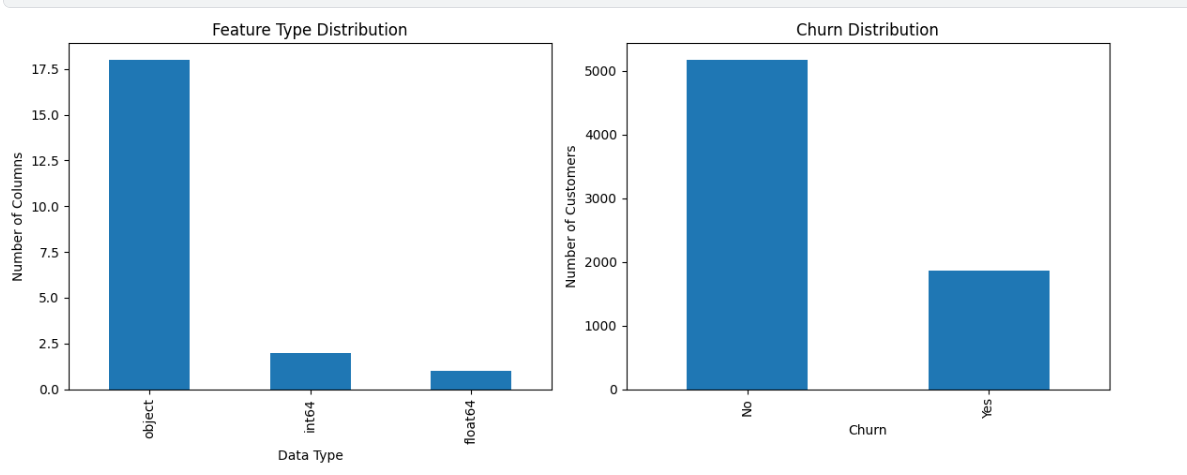 Feature Type Distribution
Number of Columns
17.5
15.0
12.5
10.0
7.5
5.0
2.5
0.0
object
int64
float64
Data Type
Churn Distribution
Number of Customers
5000
4000
3000
2000
1000
0
No
Yes
Churn